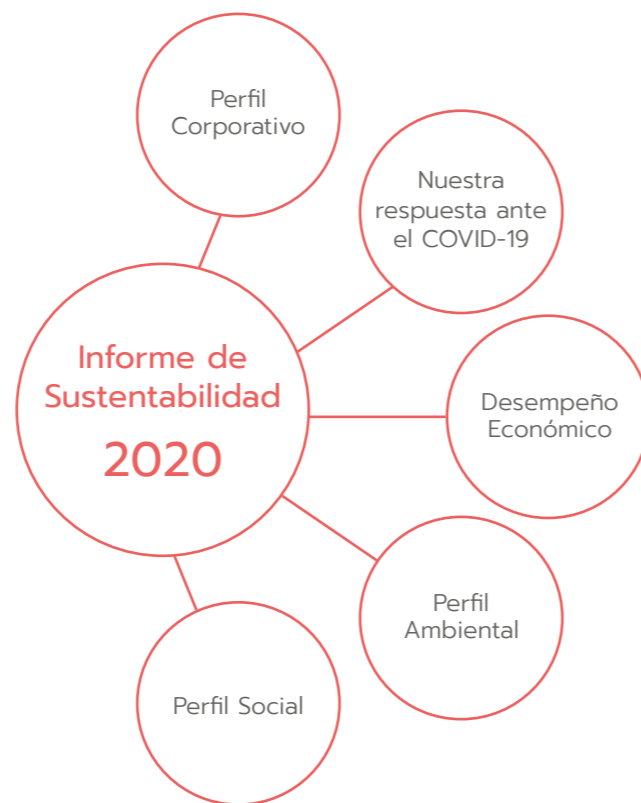 Perfil
Corporativo
Nuestra
respuesta ante
el COVID-19
Informe de
Sustentabilidad
2020
Desempeño
Económico
Perfil
Ambiental
Perfil Social